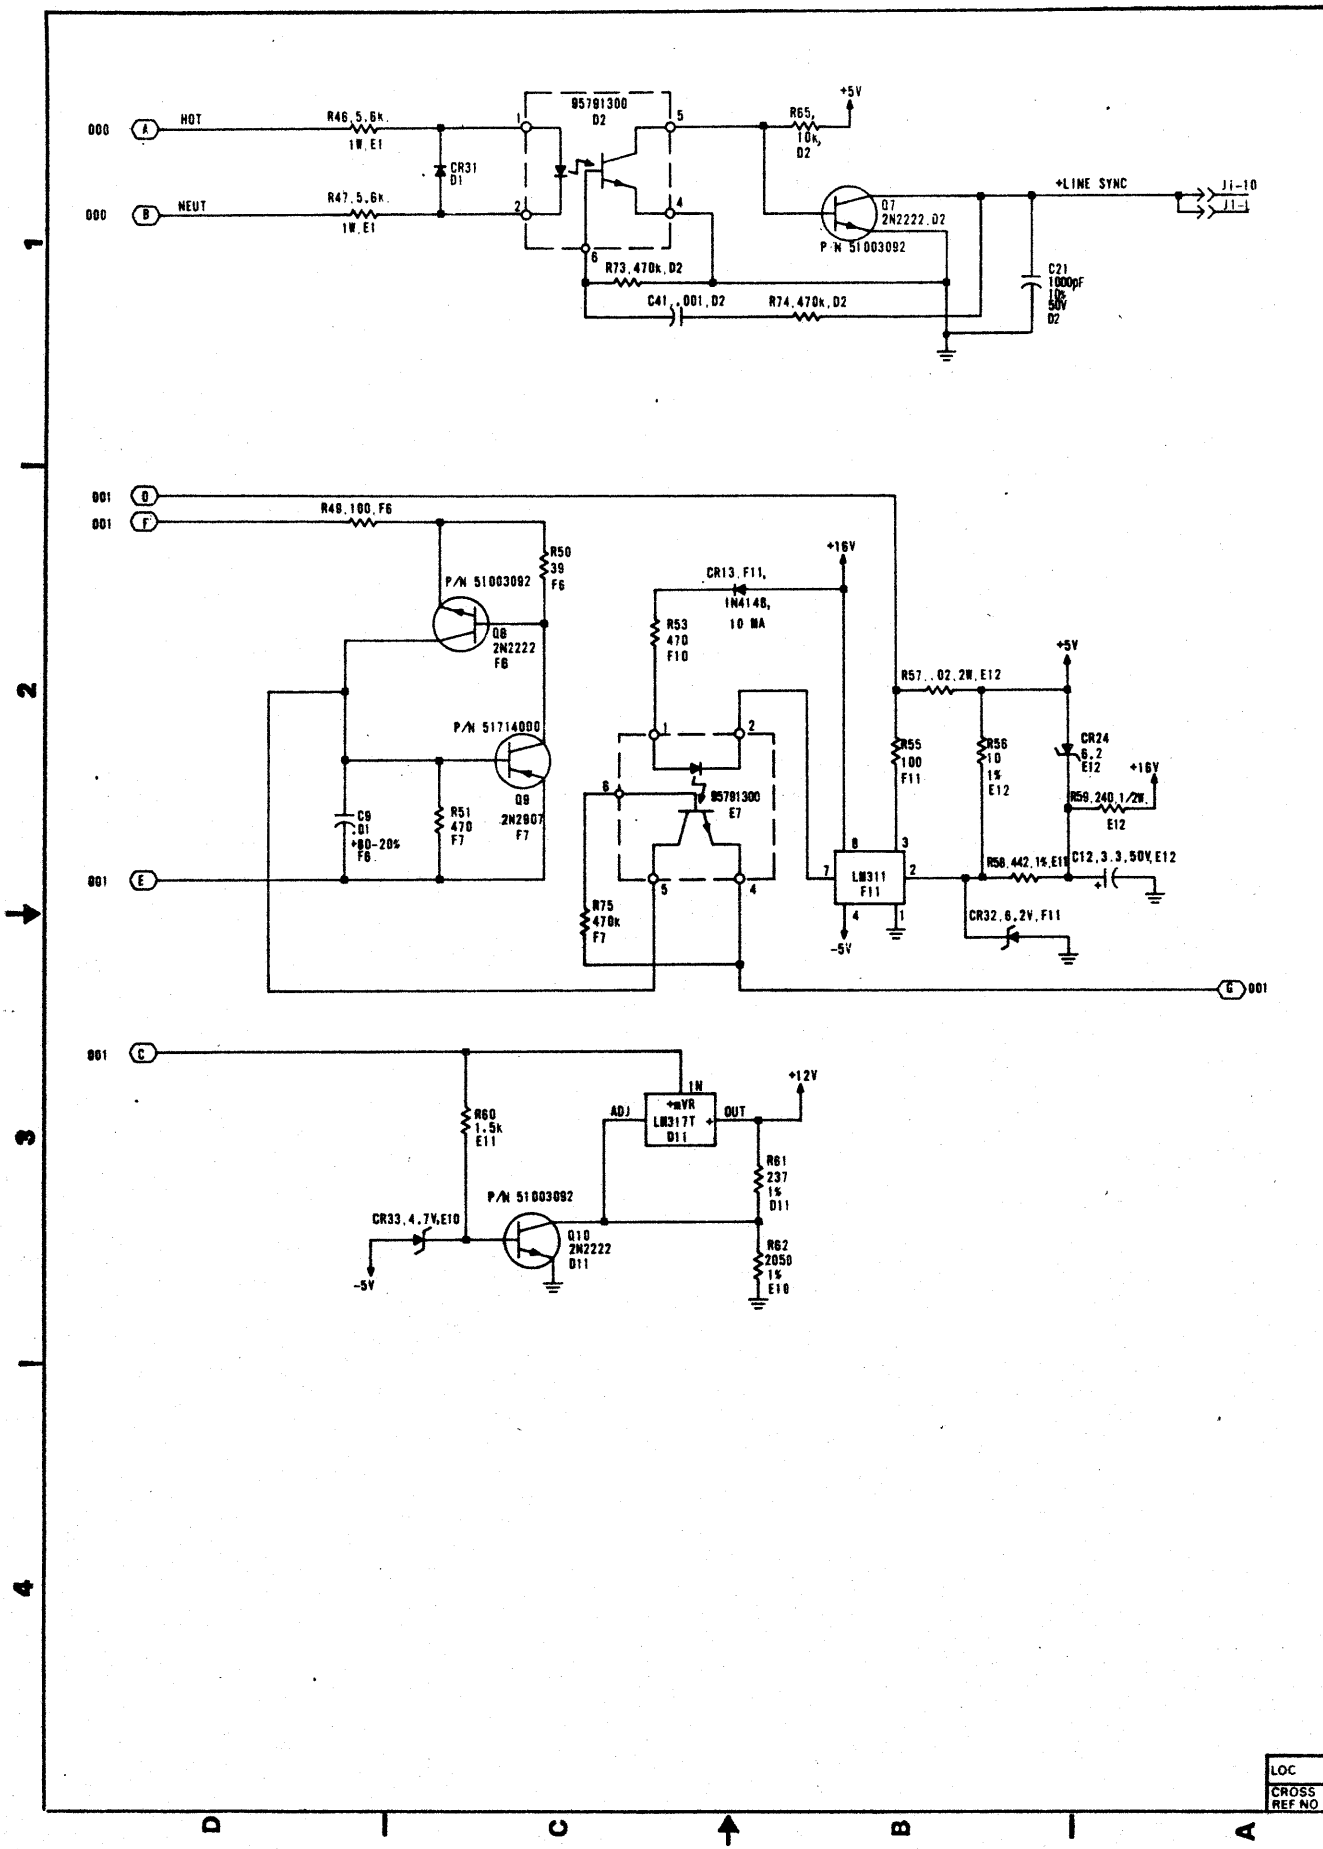 000 A HOT
R46,5.6k.
1W,E1
CR31
D1
000 B NEUT
R47,5.6k.
1W,E1
95791300
D2
1
2
5
4
6
R65,
10k,
D2
+5V
Q7
2N2222,D2
P/N 51003092
+LINE SYNC
J1-10
J1-1
R73,470k,D2
C41,.001,D2
R74,470k,D2
C21
1000pF
10%
50V
D2
1
001 D
001 F
R49,100,F6
R50
39
F6
P/N 51003092
Q8
2N2222
F6
P/N 51714000
Q9
2N2907
F7
C9
.01
+80-20%
F6
R51
470
F7
001 E
CR13,F11,
1N4148,
10 MA
+16V
R53
470
F10
1
2
6
95791300
E7
5
4
R75
470k
F7
R57,.02,2W,E12
R55
100
F11
R56
10
1%
E12
+5V
CR24
6.2
E12
+16V
R59,240,1/2W,
E12
R58,442,1%,E11
C12,3.3,50V,E12
+
8
3
7
LM311
F11
2
4
1
-5V
CR32,6.2V,F11
G 001
2
001 C
R60
1.5k
E11
IN
+mVR
LM317T
D11
ADJ
+ OUT
+12V
R61
237
1%
D11
R62
2050
1%
E10
CR33,4.7V,E10
-5V
P/N 51003092
Q10
2N2222
D11
3
4
LOC
CROSS
REF NO
D
C
B
A